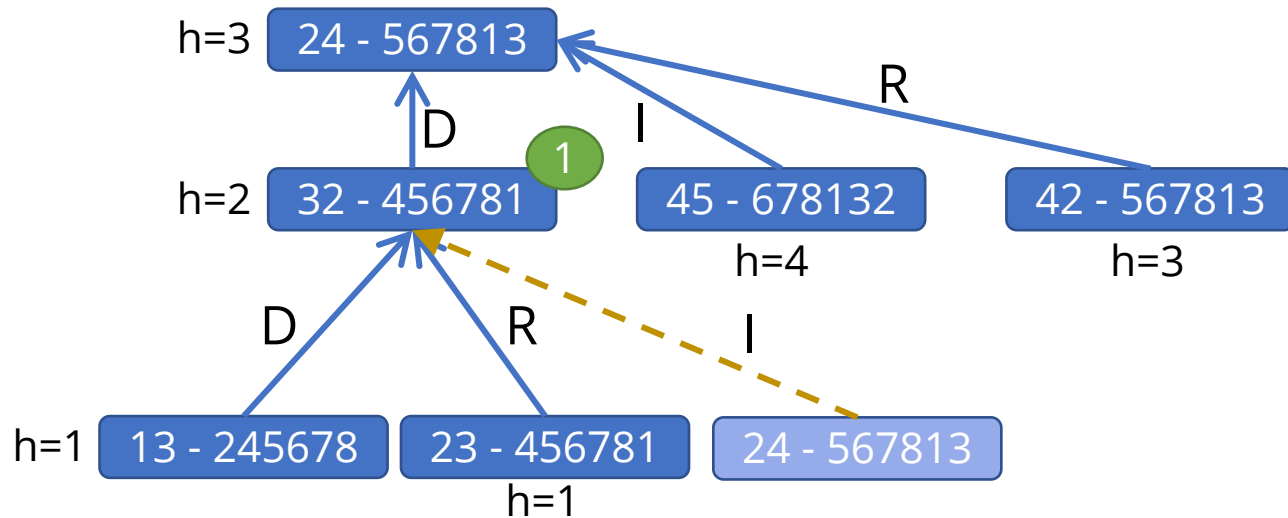 h=3
24 - 567813
D
I
R
h=2
32 - 456781
1
45 - 678132
42 - 567813
h=4
h=3
D
R
I
h=1
13 - 245678
23 - 456781
24 - 567813
h=1